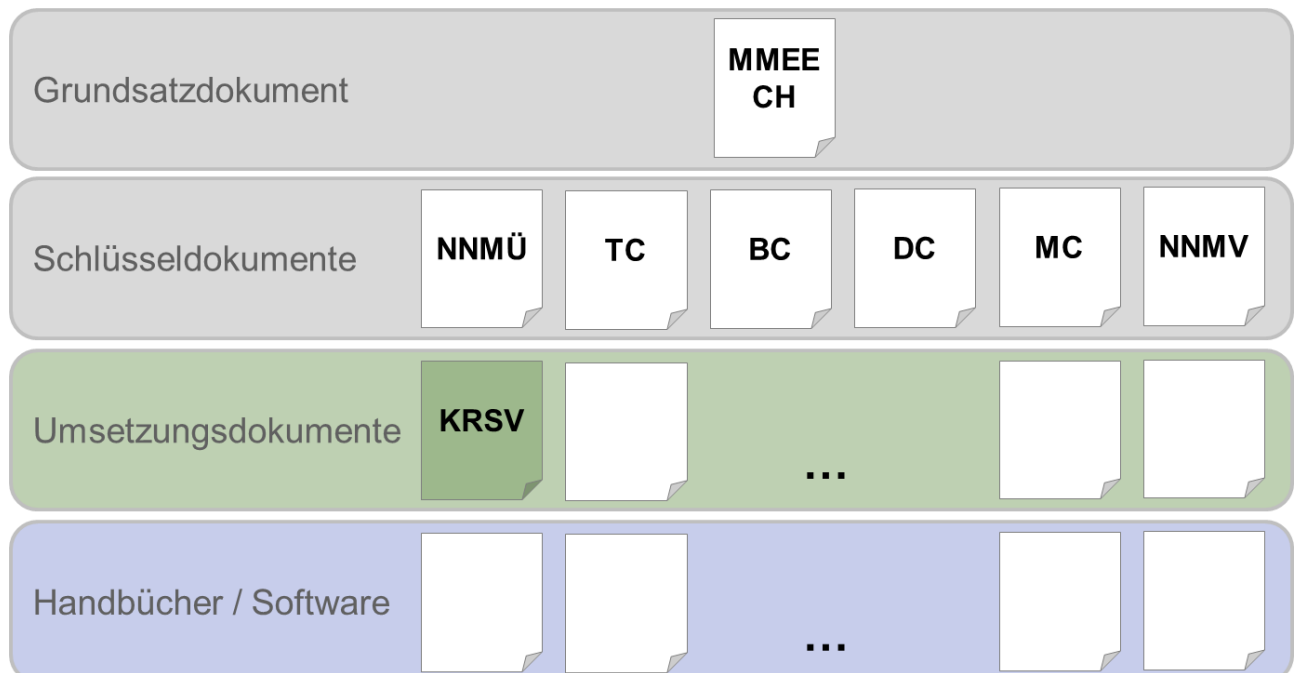 Grundsatzdokument
MMEE
CH
Schlüsseldokumente
NNMÜ
TC
BC
DC
MC
NNMV
Umsetzungsdokumente
KRSV
...
Handbücher / Software
...